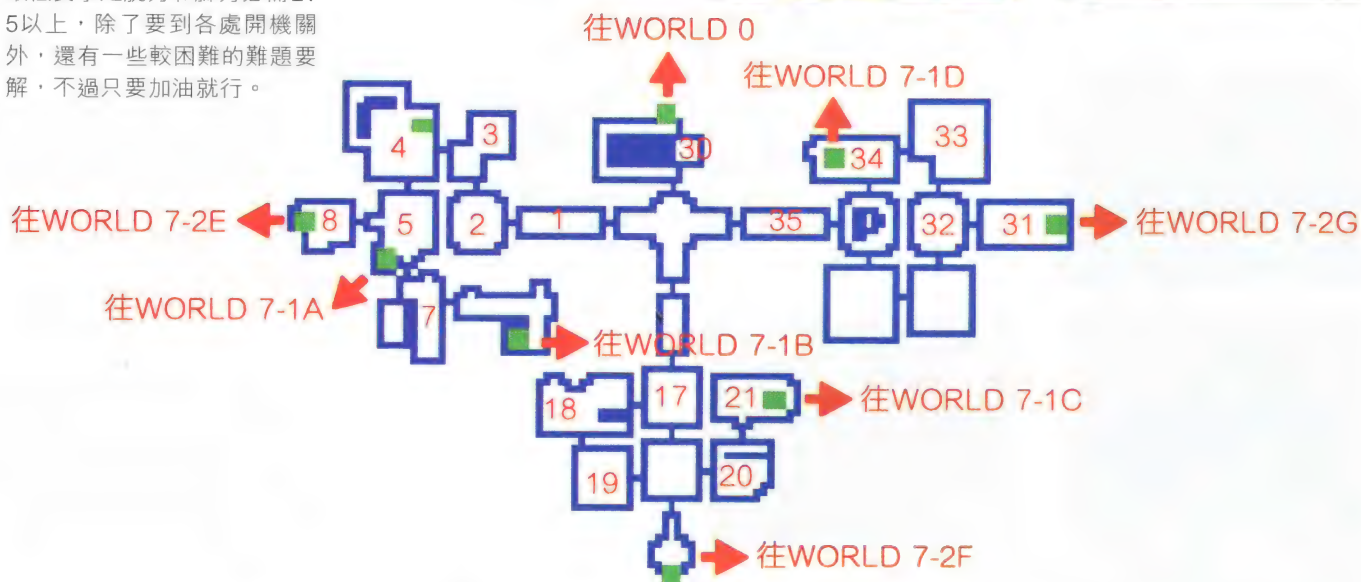 5以上，除了要到各處開機關
外，還有一些較困難的難題要
解，不過只要加油就行。
往WORLD 0
往WORLD 7-1D
4
3
30
34
33
往WORLD 7-2E
8
5
2
1
35
P
32
31
往WORLD 7-2G
往WORLD 7-1A
7
往WORLD 7-1B
18
17
21
往WORLD 7-1C
19
20
往WORLD 7-2F